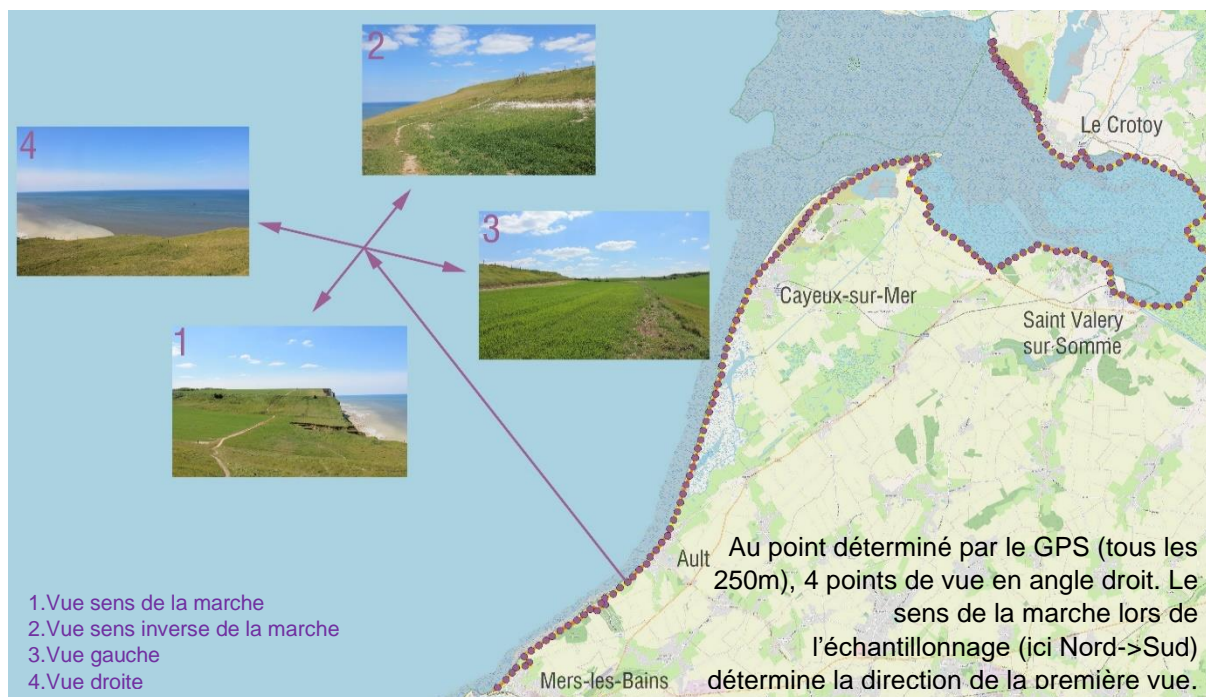 2
4
3
1
Le Crotoy
Cayeux-sur-Mer
Saint Valery
sur Somme
Ault
Mers-les-Bains
Au point déterminé par le GPS (tous les
250m), 4 points de vue en angle droit. Le
sens de la marche lors de
l'échantillonnage (ici Nord->Sud)
détermine la direction de la première vue.
1.Vue sens de la marche
2.Vue sens inverse de la marche
3.Vue gauche
4.Vue droite